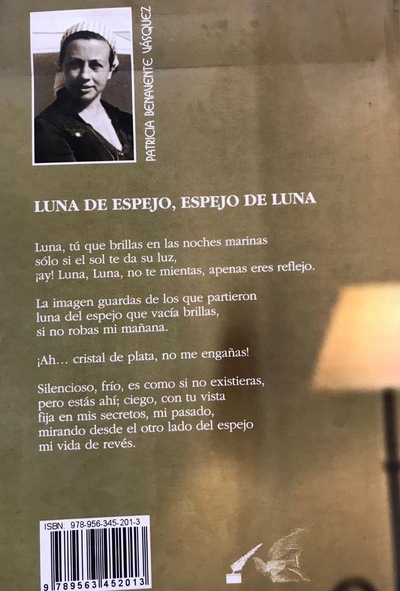 PATRICIA BENAVENTE VÁSQUEZ
LUNA DE ESPEJO, ESPEJO DE LUNA
Luna, tú que brillas en las noches marinas
sólo si el sol te da su luz,
¡ay! Luna, Luna, no te mientas, apenas eres reflejo.
La imagen guardas de los que partieron
luna del espejo que vacía brillas,
si no robas mi mañana.
¡Ah… cristal de plata, no me engañas!
Silencioso, frío, es como si no existieras,
pero estás ahí; ciego, con tu vista
fija en mis secretos, mi pasado,
mirando desde el otro lado del espejo
mi vida de revés.
ISBN: 978-956-345-201-3
9 789563 452013